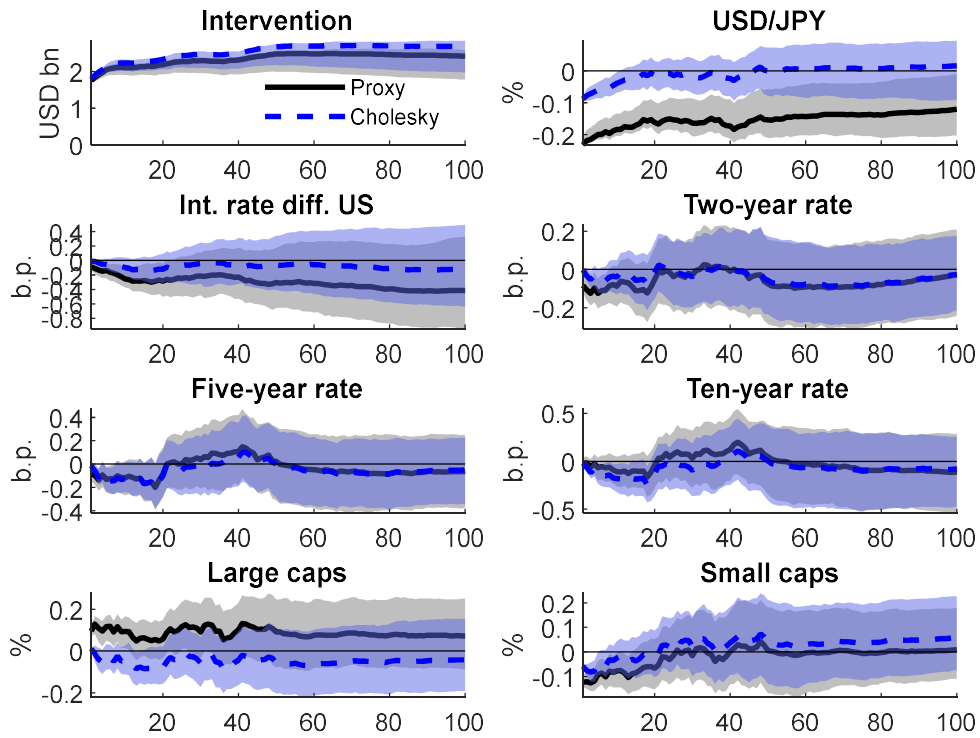 Intervention
USD bn
2
1
0
Proxy
Cholesky
20 40 60 80 100
USD/JPY
%
0
-0.1
-0.2
20 40 60 80 100
Int. rate diff. US
b.p.
0.4
0.2
0
-0.2
-0.4
-0.6
-0.8
20 40 60 80 100
Two-year rate
b.p.
0.2
0
-0.2
20 40 60 80 100
Five-year rate
b.p.
0.4
0.2
0
-0.2
-0.4
20 40 60 80 100
Ten-year rate
b.p.
0.5
0
-0.5
20 40 60 80 100
Large caps
%
0.2
0
-0.2
20 40 60 80 100
Small caps
%
0.2
0.1
0
-0.1
20 40 60 80 100